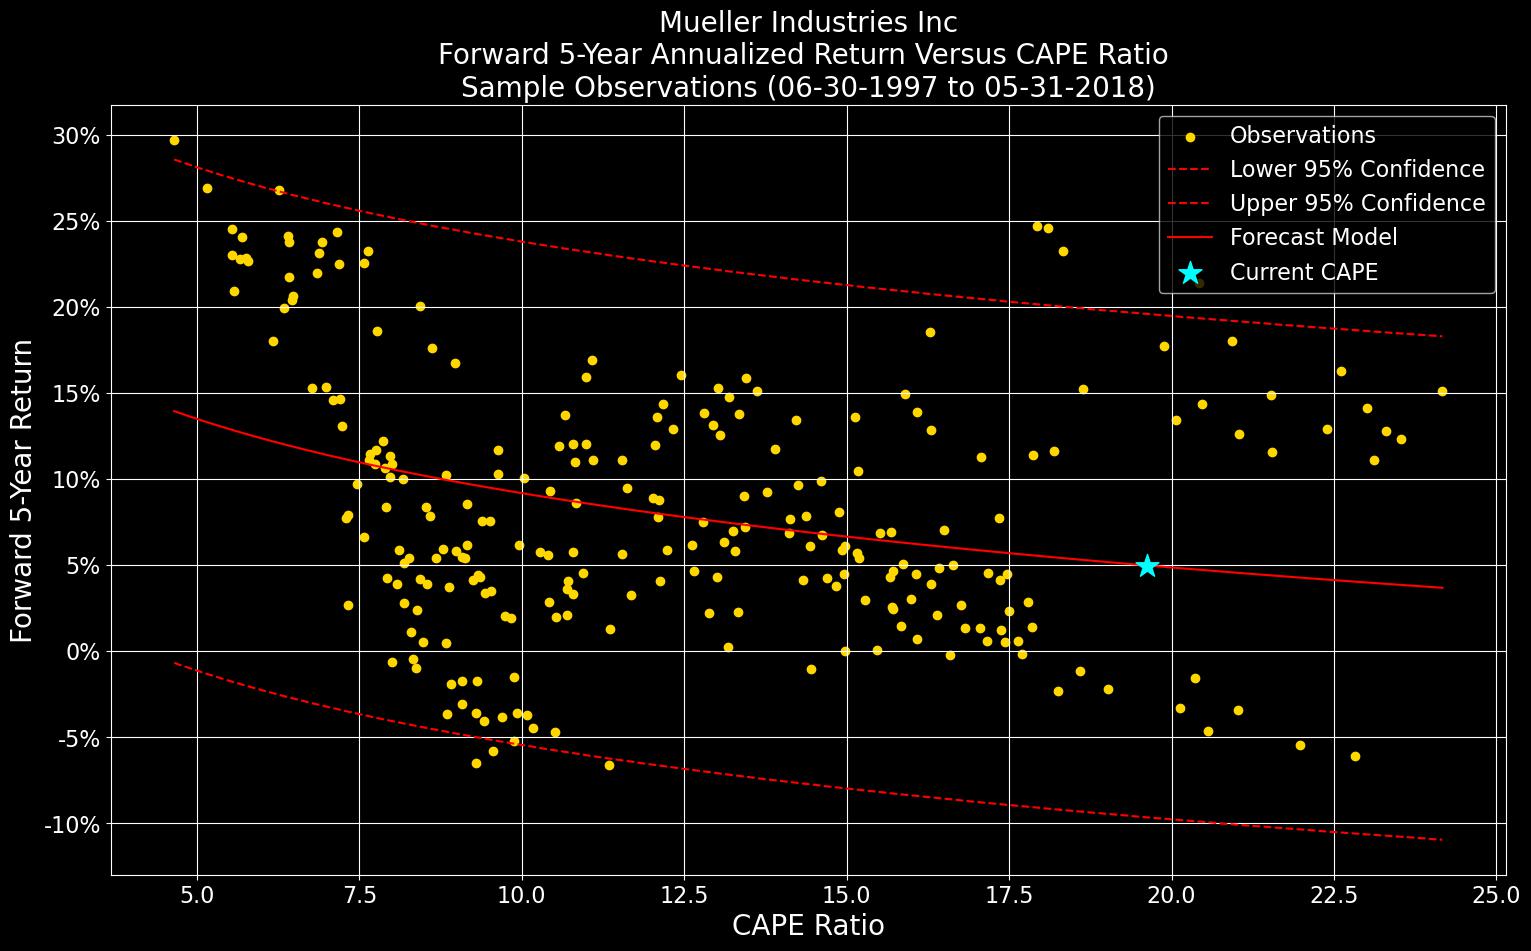 Mueller Industries Inc
Forward 5-Year Annualized Return Versus CAPE Ratio
Sample Observations (06-30-1997 to 05-31-2018)
Observations
Lower 95% Confidence
Upper 95% Confidence
Forecast Model
Current CAPE
Forward 5-Year Return
30%
25%
20%
15%
10%
5%
0%
-5%
-10%
5.0 7.5 10.0 12.5 15.0 17.5 20.0 22.5 25.0
CAPE Ratio